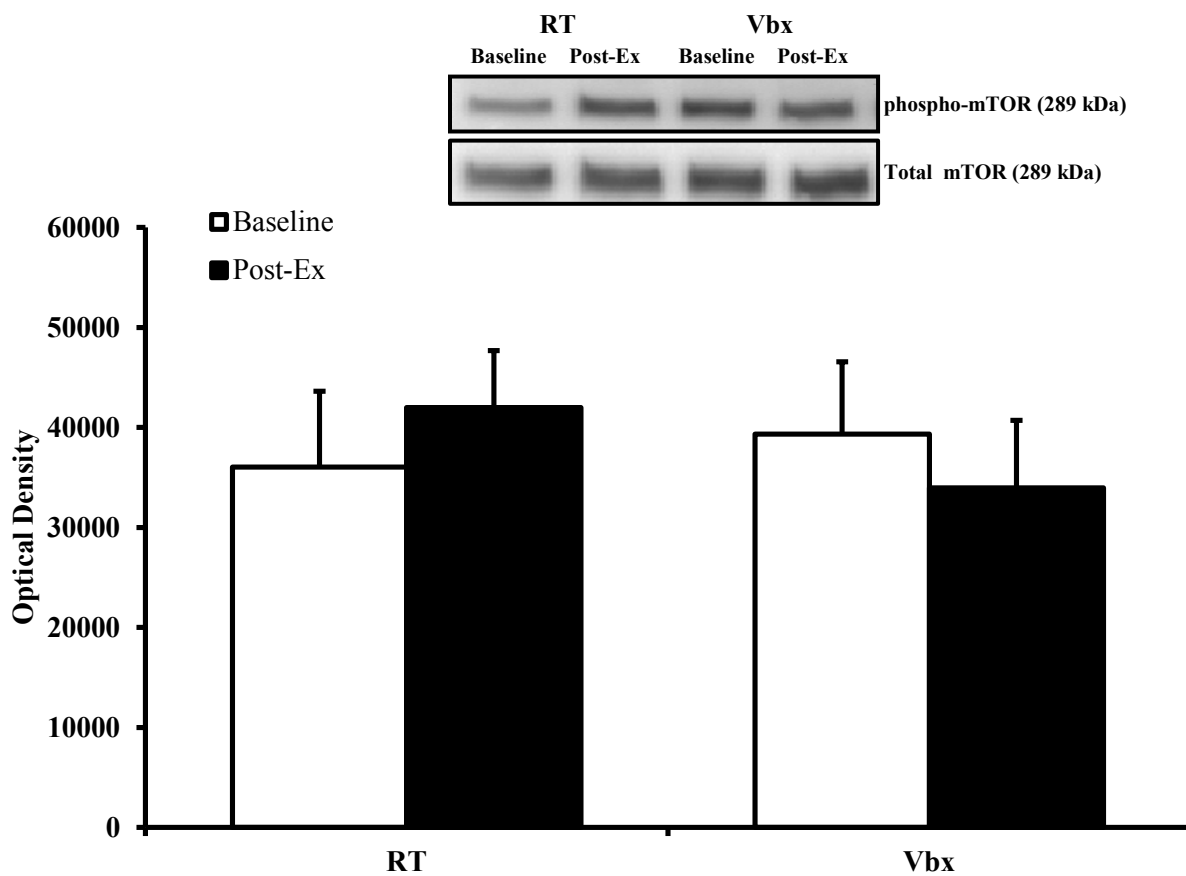 RT Vbx
Baseline Post-Ex Baseline Post-Ex
phospho-mTOR (289 kDa)
Total mTOR (289 kDa)
Baseline
Post-Ex
60000
50000
40000
30000
20000
10000
0
Optical Density
RT Vbx